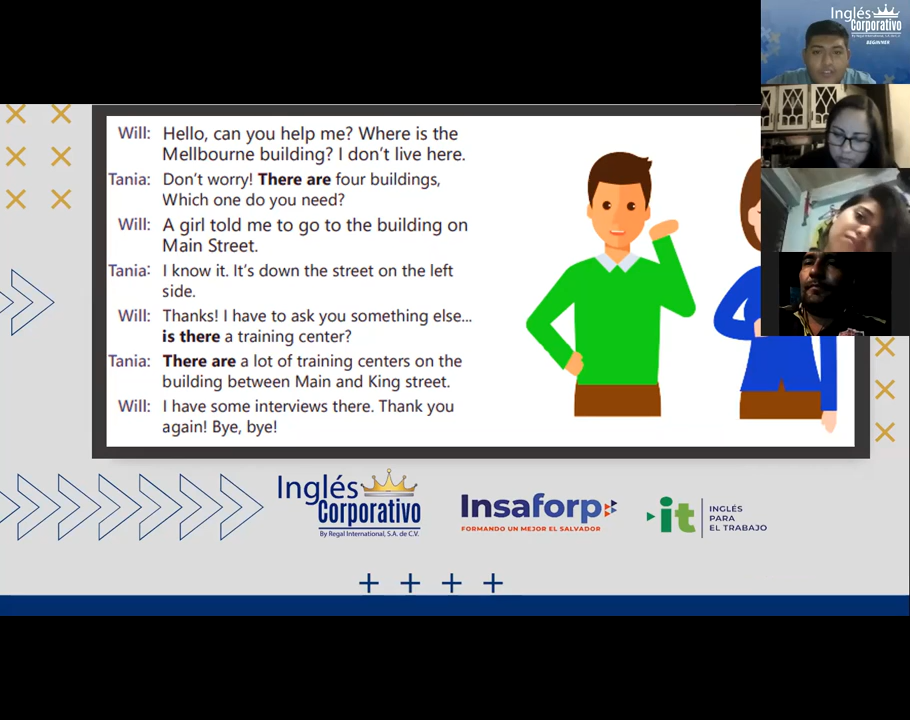 Inglés
Corporativo
By Regal International, S.A. de C.V.
BEGINNER
Will: Hello, can you help me? Where is the
Mellbourne building? I don't live here.
Tania: Don't worry! There are four buildings,
Which one do you need?
Will: A girl told me to go to the building on
Main Street.
Tania: I know it. It's down the street on the left
side.
Will: Thanks! I have to ask you something else...
is there a training center?
Tania: There are a lot of training centers on the
building between Main and King street.
Will: I have some interviews there. Thank you
again! Bye, bye!
Inglés
Corporativo
By Regal International, S.A. de C.V.
Insaforp
FORMANDO UN MEJOR EL SALVADOR
it
INGLÉS
PARA
EL TRABAJO